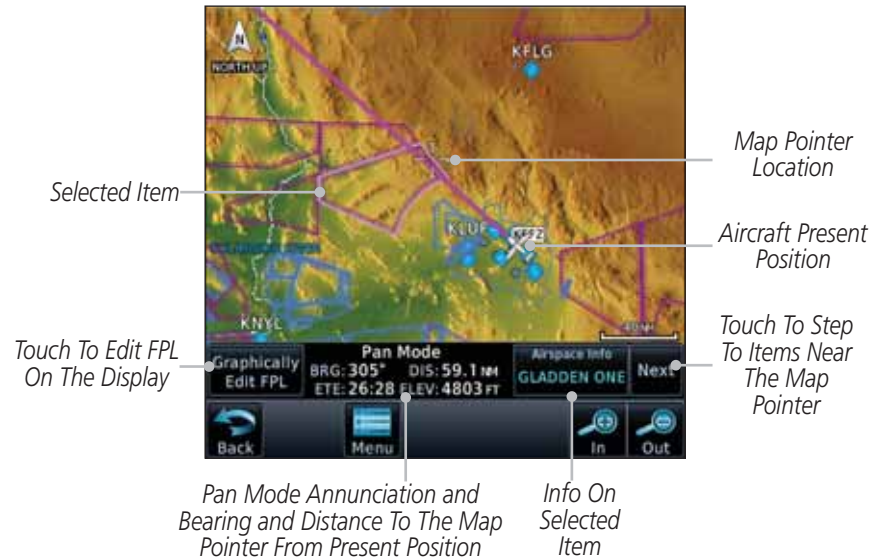 N
NORTH UP
KFLG
Map Pointer
Location
Selected Item
KLUF
KFFZ
Aircraft Present
Position
KNYL
40 NM
Touch To Edit FPL
On The Display
Graphically
Edit FPL
Pan Mode
BRG: 305° DIS: 59.1 NM
ETE: 26:28 ELEV: 4803 FT
Airspace Info
GLADDEN ONE
Next
Touch To Step
To Items Near
The Map
Pointer
Back
Menu
In
Out
Pan Mode Annunciation and
Bearing and Distance To The Map
Pointer From Present Position
Info On
Selected
Item